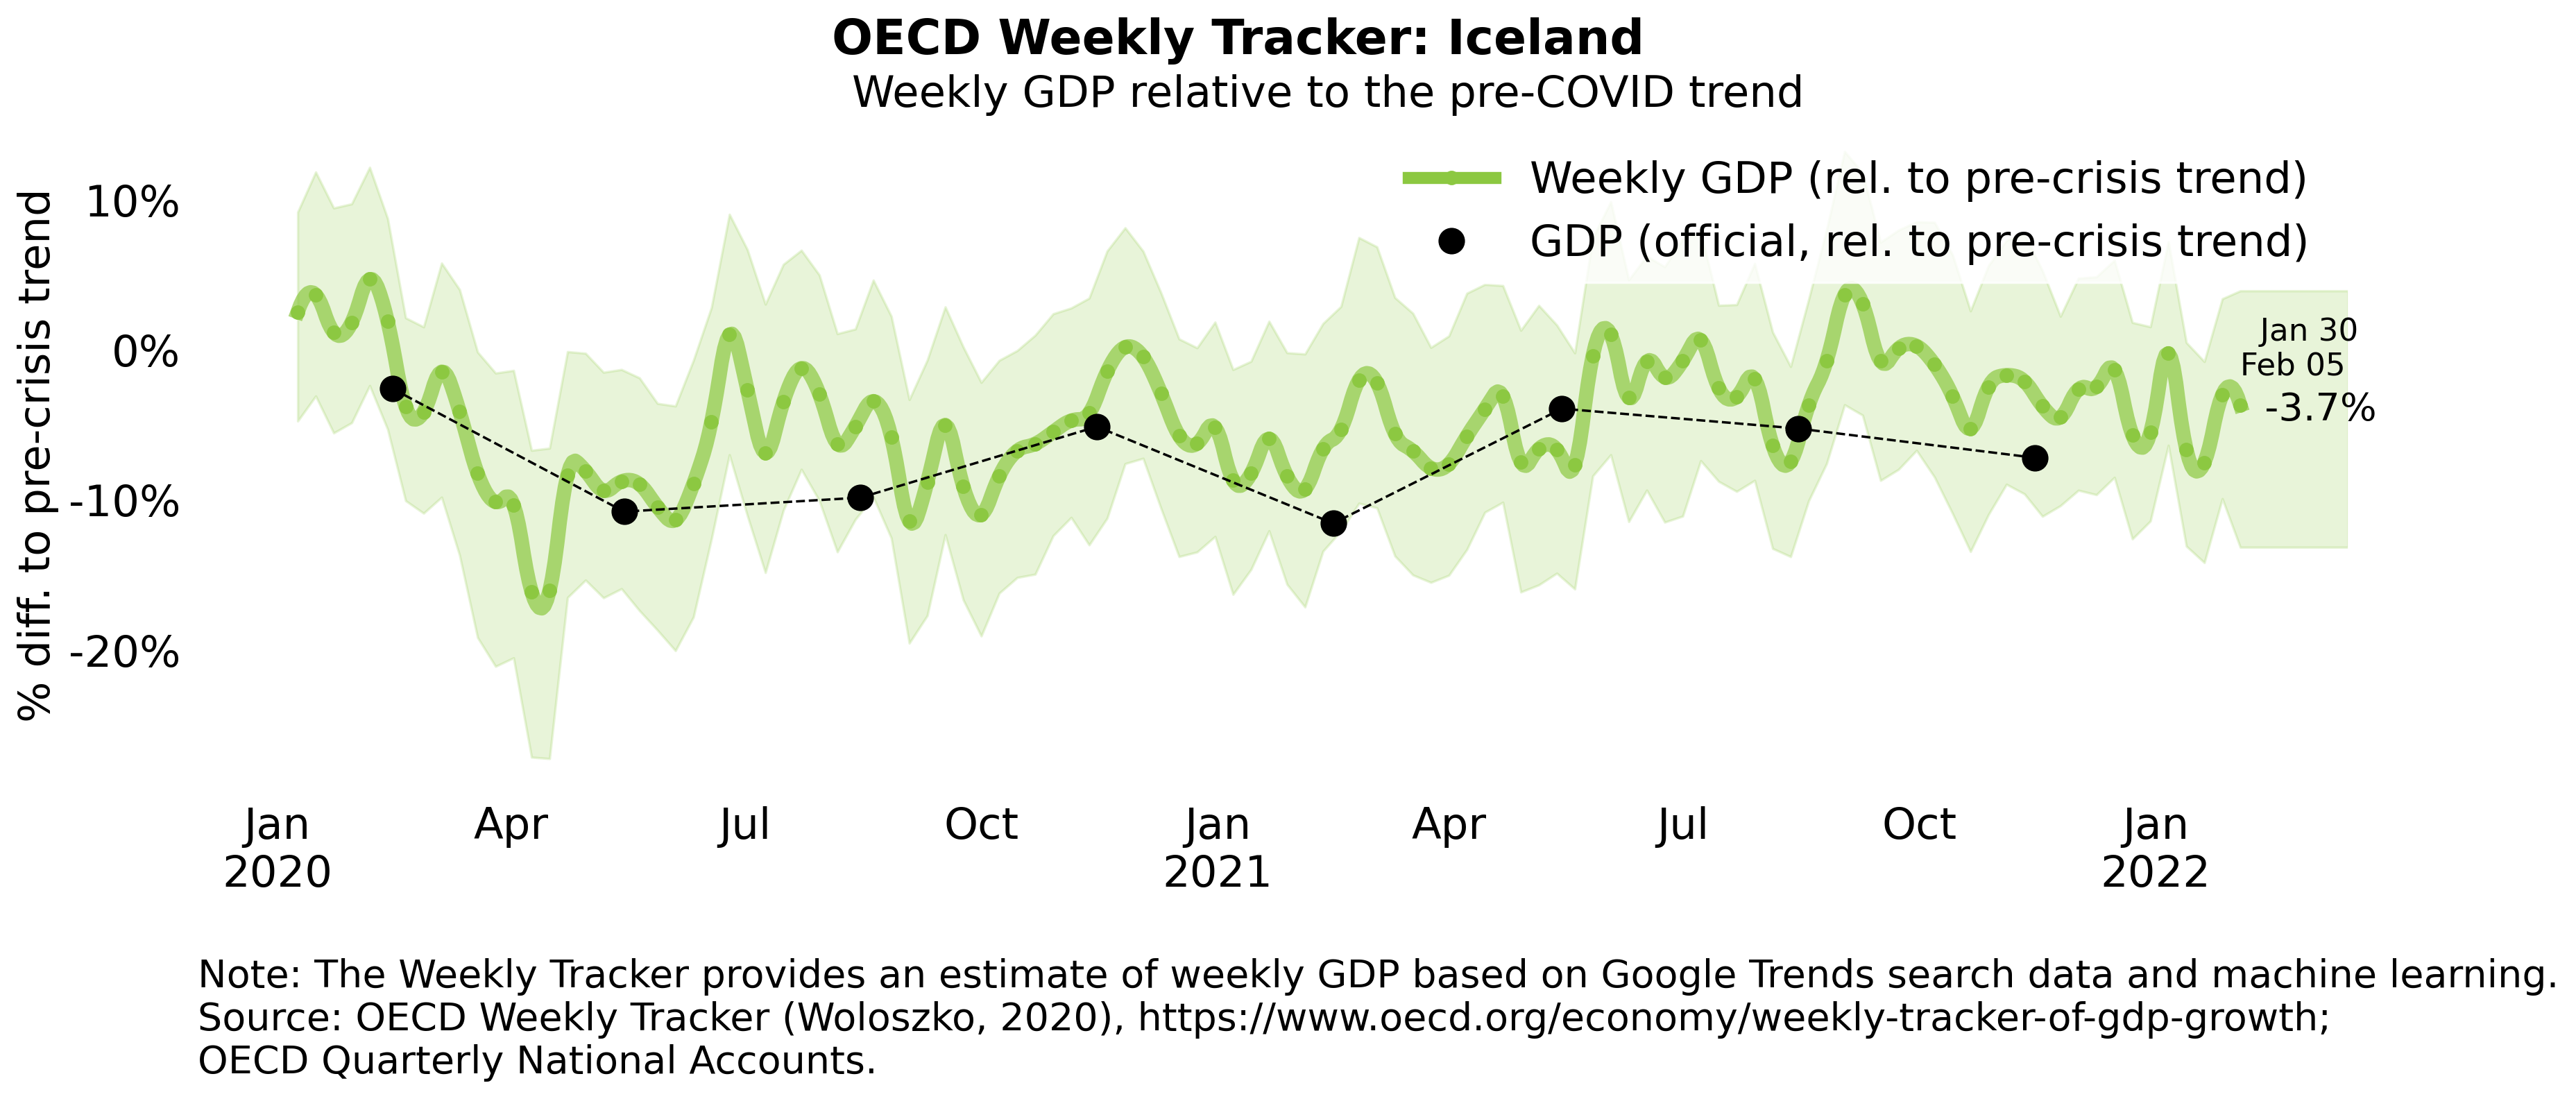 OECD Weekly Tracker: Iceland
Weekly GDP relative to the pre-COVID trend
Weekly GDP (rel. to pre-crisis trend)
GDP (official, rel. to pre-crisis trend)
% diff. to pre-crisis trend
10%
0%
-10%
-20%
Jan 30
Feb 05
-3.7%
Jan Apr Jul Oct Jan Apr Jul Oct Jan
2020 2021 2022
Note: The Weekly Tracker provides an estimate of weekly GDP based on Google Trends search data and machine learning.
Source: OECD Weekly Tracker (Woloszko, 2020), https://www.oecd.org/economy/weekly-tracker-of-gdp-growth;
OECD Quarterly National Accounts.